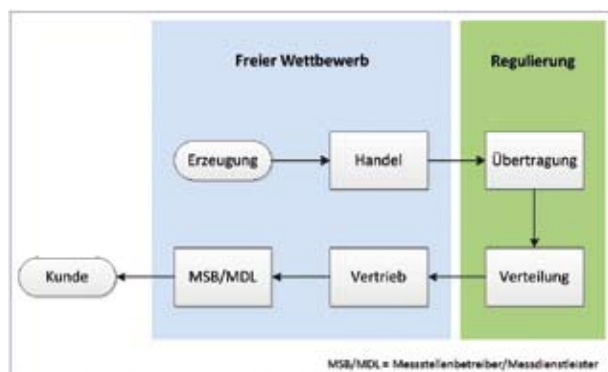 Freier Wettbewerb
Regulierung
Erzeugung
Handel
Übertragung
Kunde
MSB/MDL
Vertrieb
Verteilung
MSB/MDL = Messstellenbetreiber/Messdienstleister